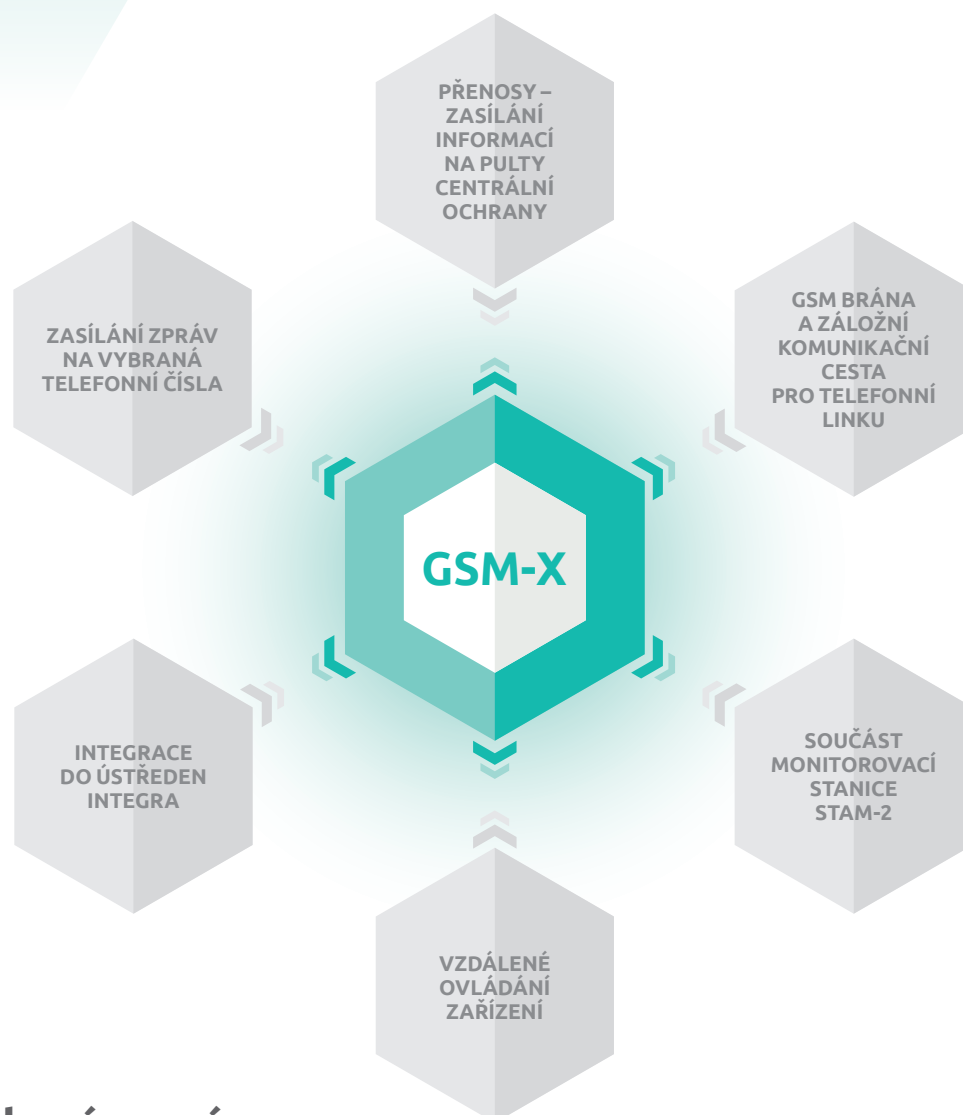 PŘENOSY –
ZASÍLÁNÍ
INFORMACÍ
NA PULTY
CENTRÁLNÍ
OCHRANY
ZASÍLÁNÍ ZPRÁV
NA VYBRANÁ
TELEFONNÍ ČÍSLA
GSM BRÁNA
A ZÁLOŽNÍ
KOMUNIKAČNÍ
CESTA
PRO TELEFONNÍ
LINKU
GSM-X
INTEGRACE
DO ÚSTŘEDEN
INTEGRA
SOUČÁST
MONITOROVACÍ
STANICE
STAM-2
VZDÁLENÉ
OVLÁDÁNÍ
ZAŘÍZENÍ